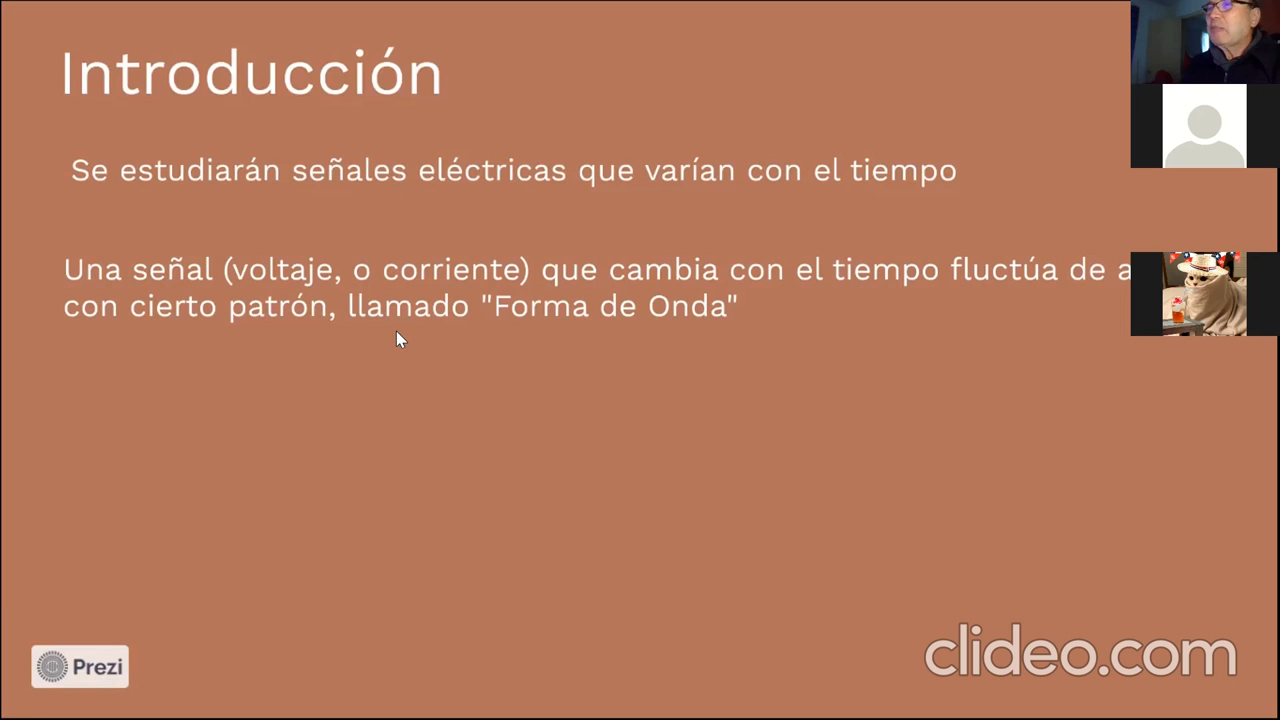 Introducción
Se estudiarán señales eléctricas que varían con el tiempo
Una señal (voltaje, o corriente) que cambia con el tiempo fluctúa de
con cierto patrón, llamado "Forma de Onda"
Prezi
clideo.com